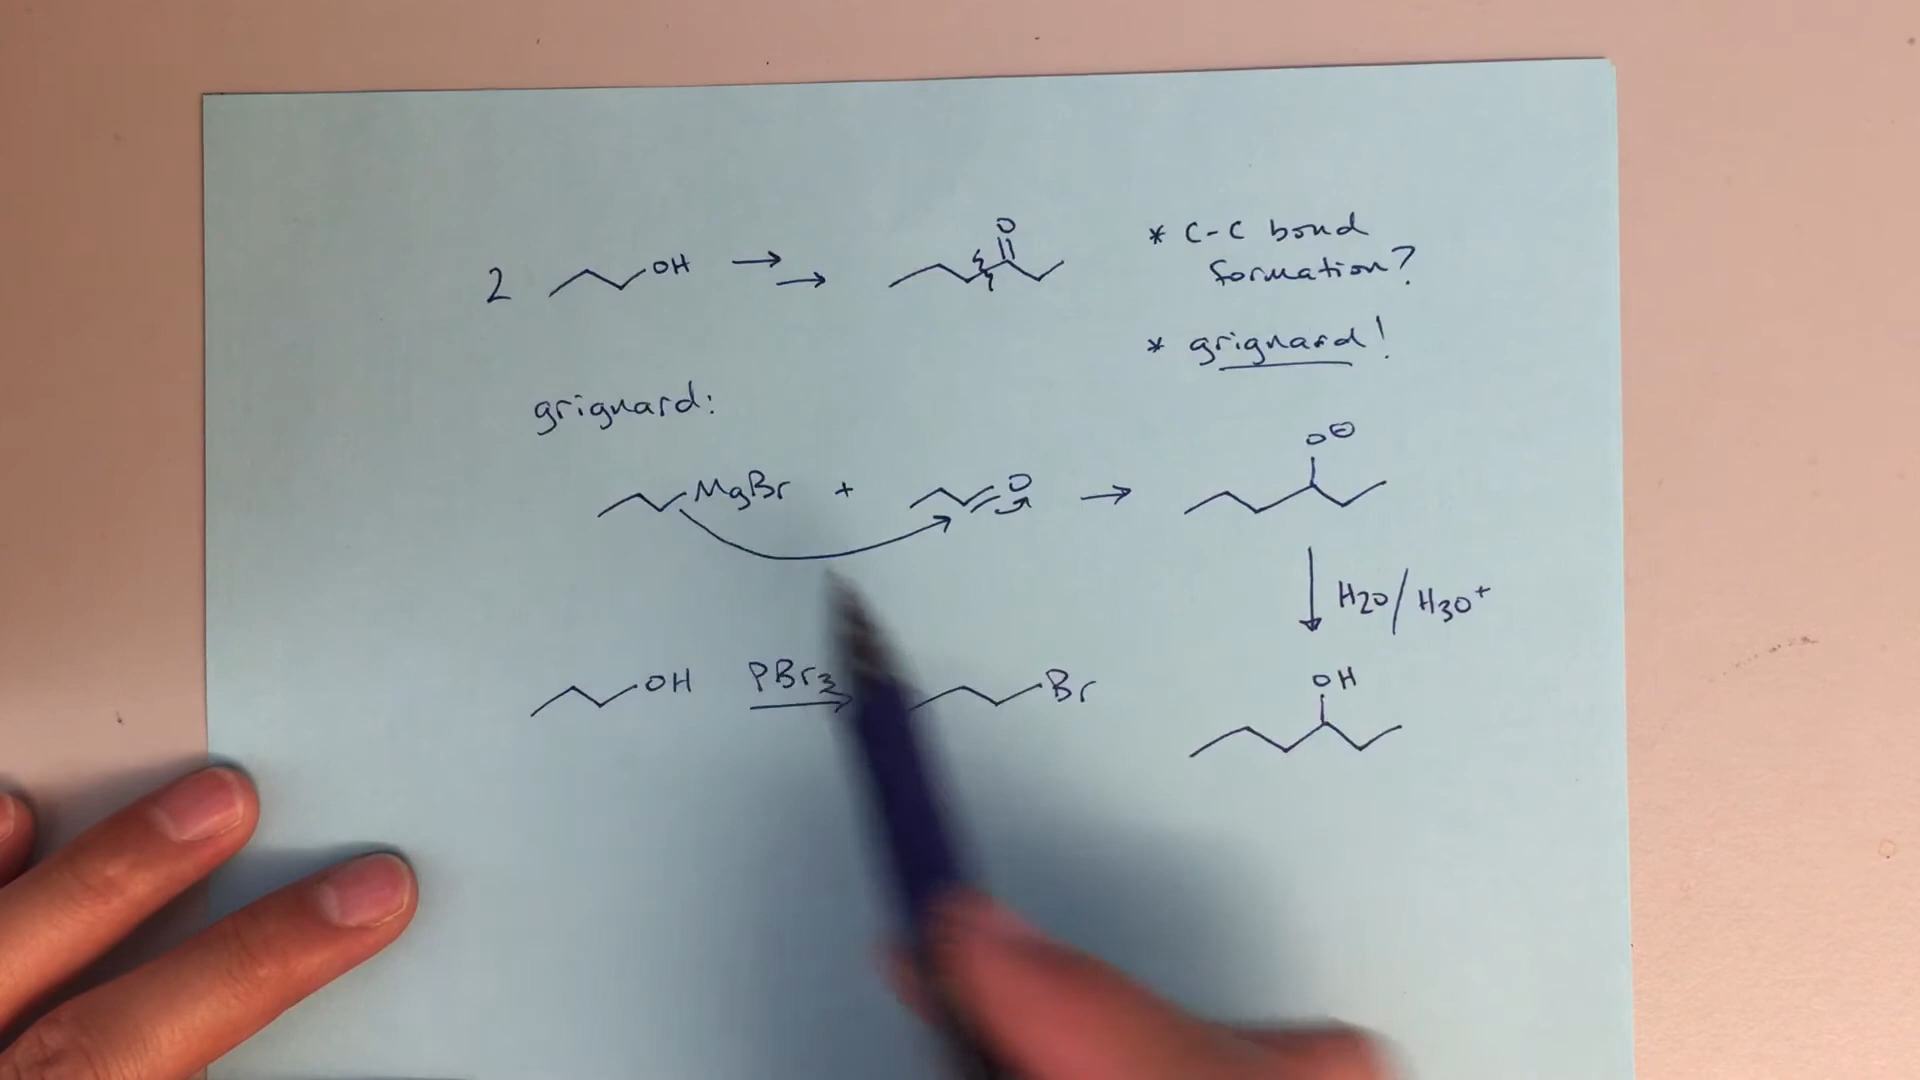 2 OH → → O * C-C bond
formation?
* grignard!
grignard:
MgBr + O → O⊖
H2O/H3O+
OH PBr3 Br OH